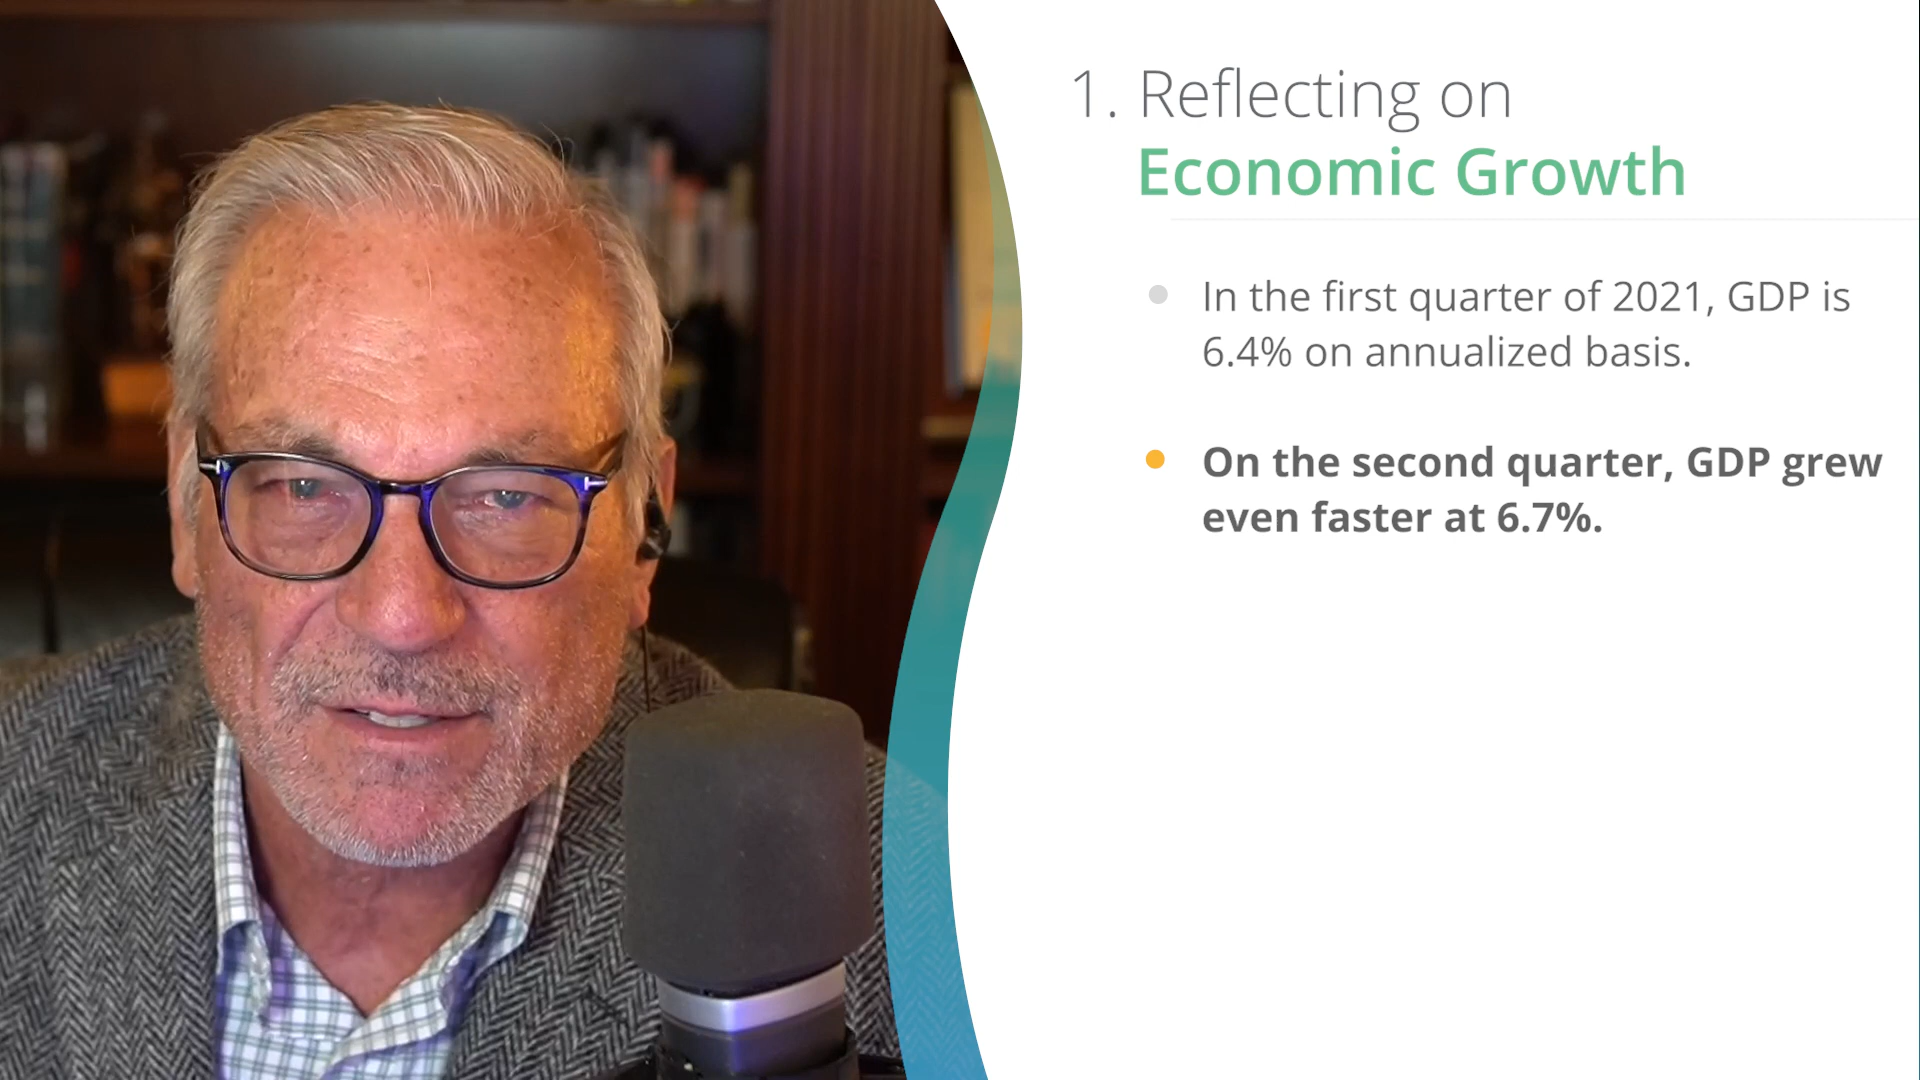 1. Reflecting on
Economic Growth
In the first quarter of 2021, GDP is
6.4% on annualized basis.
On the second quarter, GDP grew
even faster at 6.7%.